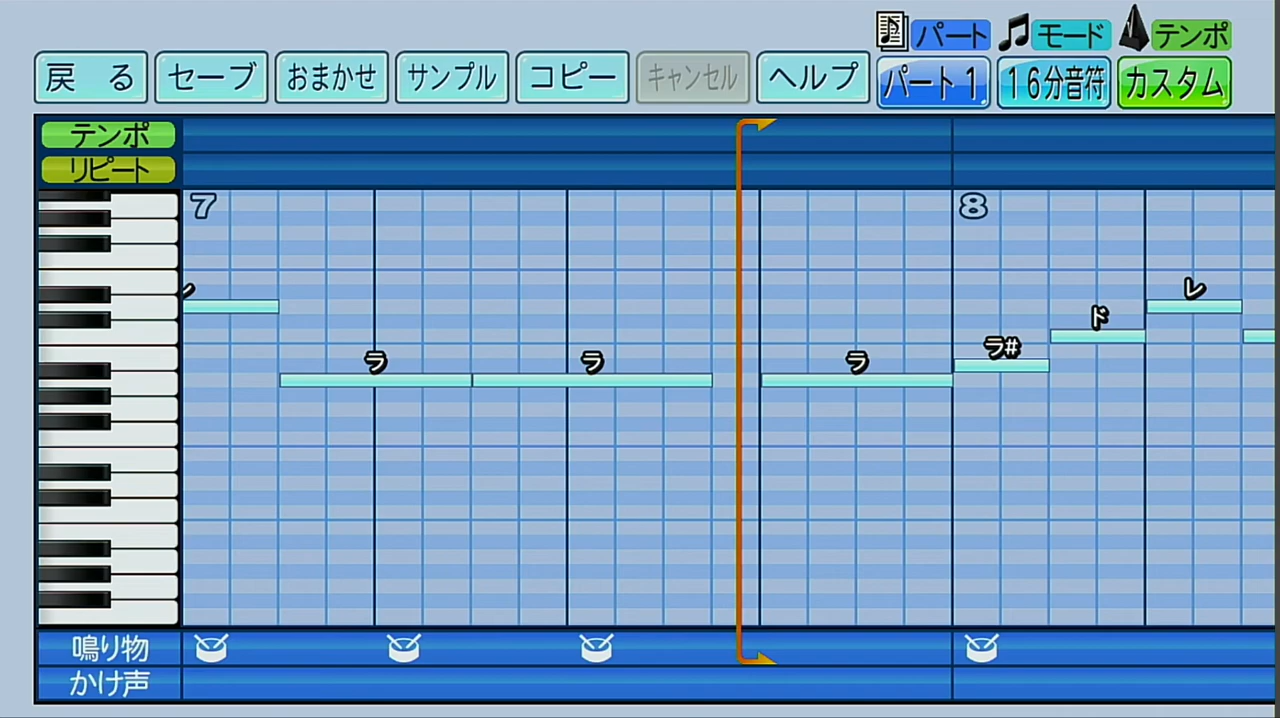 パート モード テンポ
戻る セーブ おまかせ サンプル コピー キャンセル ヘルプ パート1 16分音符 カスタム
テンポ
リピート
7 8
レ
ド
ラ#
ラ ラ ラ
鳴り物
かけ声